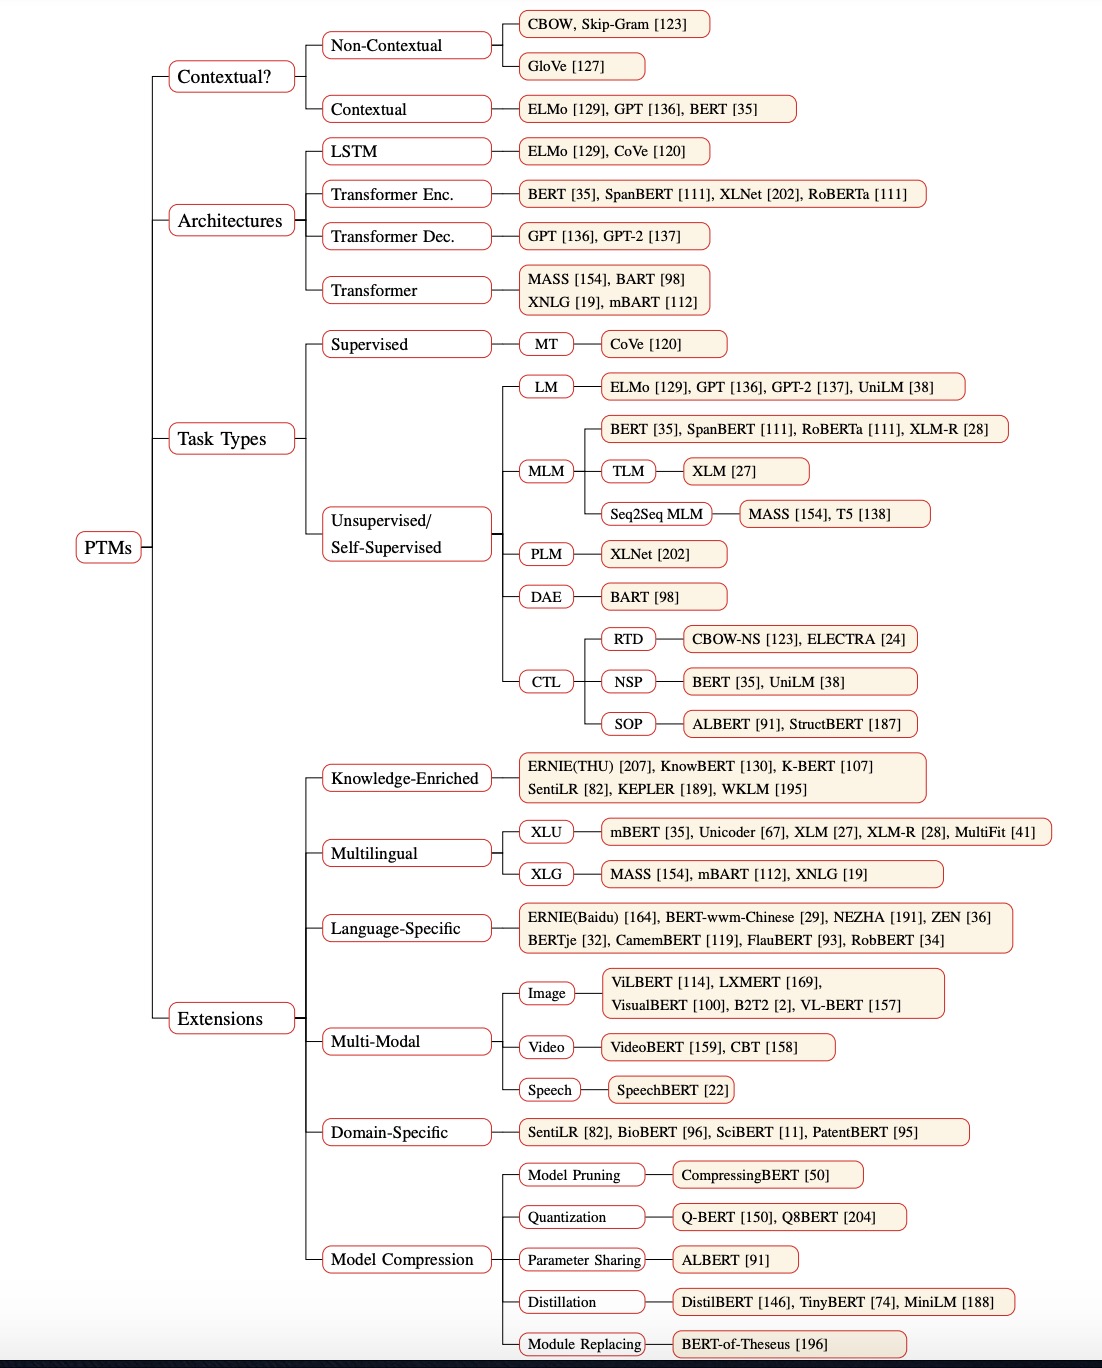 PTMs
Contextual?
Non-Contextual
CBOW, Skip-Gram [123]
GloVe [127]
Contextual
ELMo [129], GPT [136], BERT [35]
Architectures
LSTM
ELMo [129], CoVe [120]
Transformer Enc.
BERT [35], SpanBERT [111], XLNet [202], RoBERTa [111]
Transformer Dec.
GPT [136], GPT-2 [137]
Transformer
MASS [154], BART [98]
XNLG [19], mBART [112]
Task Types
Supervised
MT
CoVe [120]
Unsupervised/
Self-Supervised
LM
ELMo [129], GPT [136], GPT-2 [137], UniLM [38]
MLM
BERT [35], SpanBERT [111], RoBERTa [111], XLM-R [28]
TLM
XLM [27]
Seq2Seq MLM
MASS [154], T5 [138]
PLM
XLNet [202]
DAE
BART [98]
CTL
RTD
CBOW-NS [123], ELECTRA [24]
NSP
BERT [35], UniLM [38]
SOP
ALBERT [91], StructBERT [187]
Extensions
Knowledge-Enriched
ERNIE(THU) [207], KnowBERT [130], K-BERT [107]
SentiLR [82], KEPLER [189], WKLM [195]
Multilingual
XLU
mBERT [35], Unicoder [67], XLM [27], XLM-R [28], MultiFit [41]
XLG
MASS [154], mBART [112], XNLG [19]
Language-Specific
ERNIE(Baidu) [164], BERT-wwm-Chinese [29], NEZHA [191], ZEN [36]
BERTje [32], CamemBERT [119], FlauBERT [93], RobBERT [34]
Multi-Modal
Image
ViLBERT [114], LXMERT [169],
VisualBERT [100], B2T2 [2], VL-BERT [157]
Video
VideoBERT [159], CBT [158]
Speech
SpeechBERT [22]
Domain-Specific
SentiLR [82], BioBERT [96], SciBERT [11], PatentBERT [95]
Model Compression
Model Pruning
CompressingBERT [50]
Quantization
Q-BERT [150], Q8BERT [204]
Parameter Sharing
ALBERT [91]
Distillation
DistilBERT [146], TinyBERT [74], MiniLM [188]
Module Replacing
BERT-of-Theseus [196]